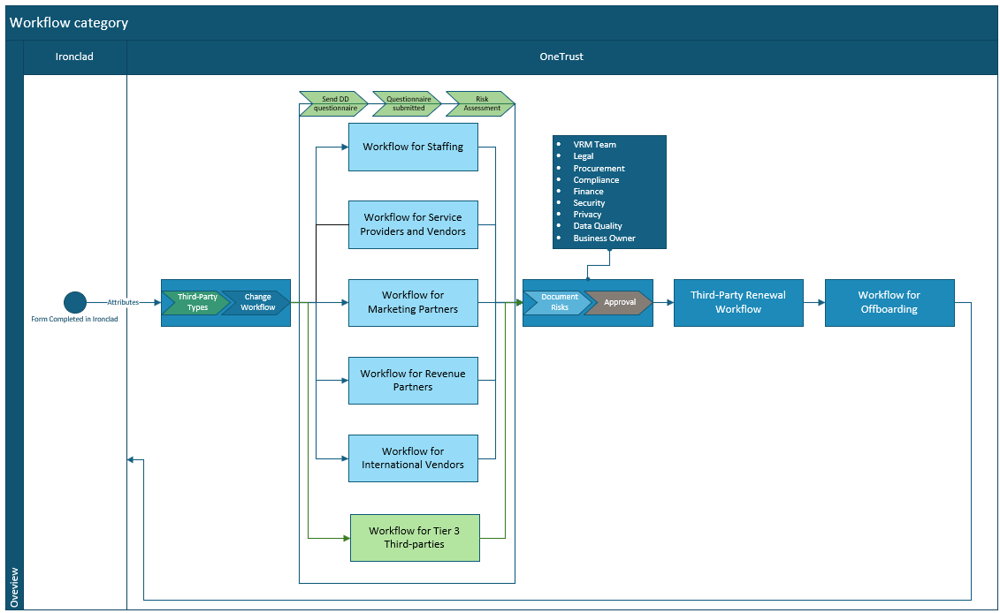 Workflow category
Ironclad
OneTrust
Send DD
questionnaire
Questionnaire
submitted
Risk
Assessment
Workflow for Staffing
VRM Team
Legal
Procurement
Compliance
Finance
Security
Privacy
Data Quality
Business Owner
Workflow for Service
Providers and Vendors
Attributes
Form Completed in Ironclad
Third-Party
Types
Change
Workflow
Workflow for
Marketing Partners
Document
Risks
Approval
Third-Party Renewal
Workflow
Workflow for
Offboarding
Workflow for Revenue
Partners
Workflow for
International Vendors
Workflow for Tier 3
Third-parties
Oveview